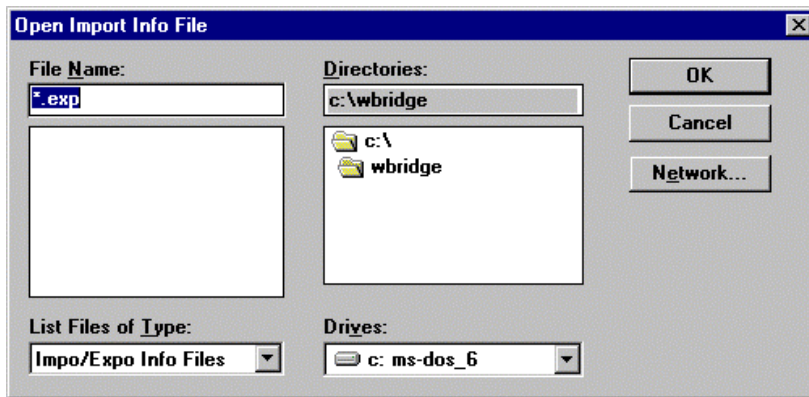 Open Import Info File
File Name:
*.exp
Directories:
c:\wbridge
c:\
wbridge
OK
Cancel
Network...
List Files of Type:
Impo/Expo Info Files
Drives:
c: ms-dos_6